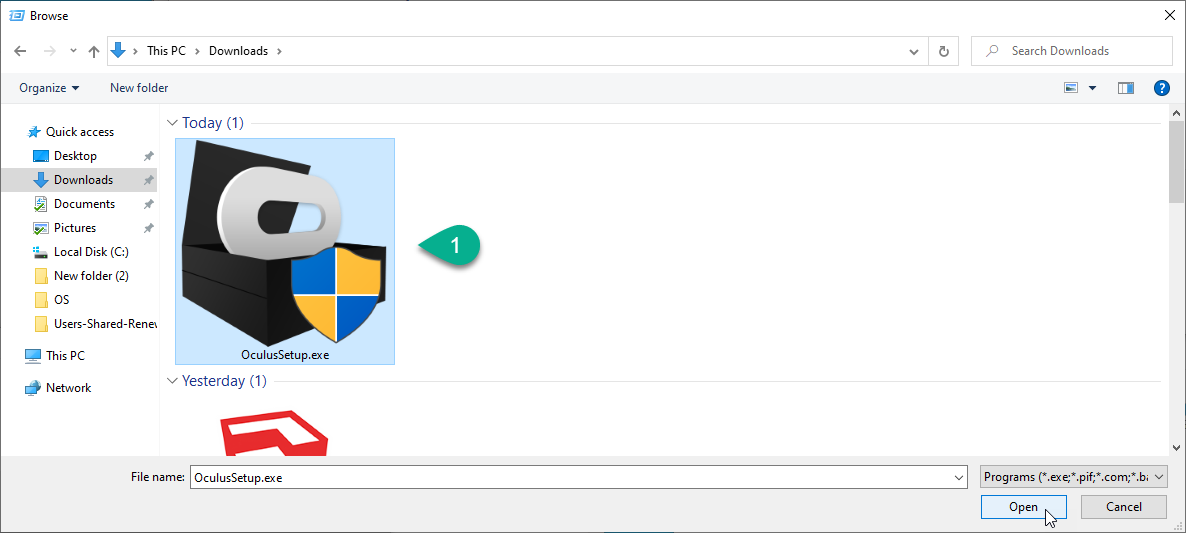 Browse
This PC
Downloads
Search Downloads
Organize
New folder
?
Quick access
Desktop
Downloads
Documents
Pictures
Local Disk (C:)
New folder (2)
OS
Users-Shared-Renew
This PC
Network
Today (1)
1
OculusSetup.exe
Yesterday (1)
File name:
OculusSetup.exe
Programs (*.exe;*.pif;*.com;*.ba
Open
Cancel